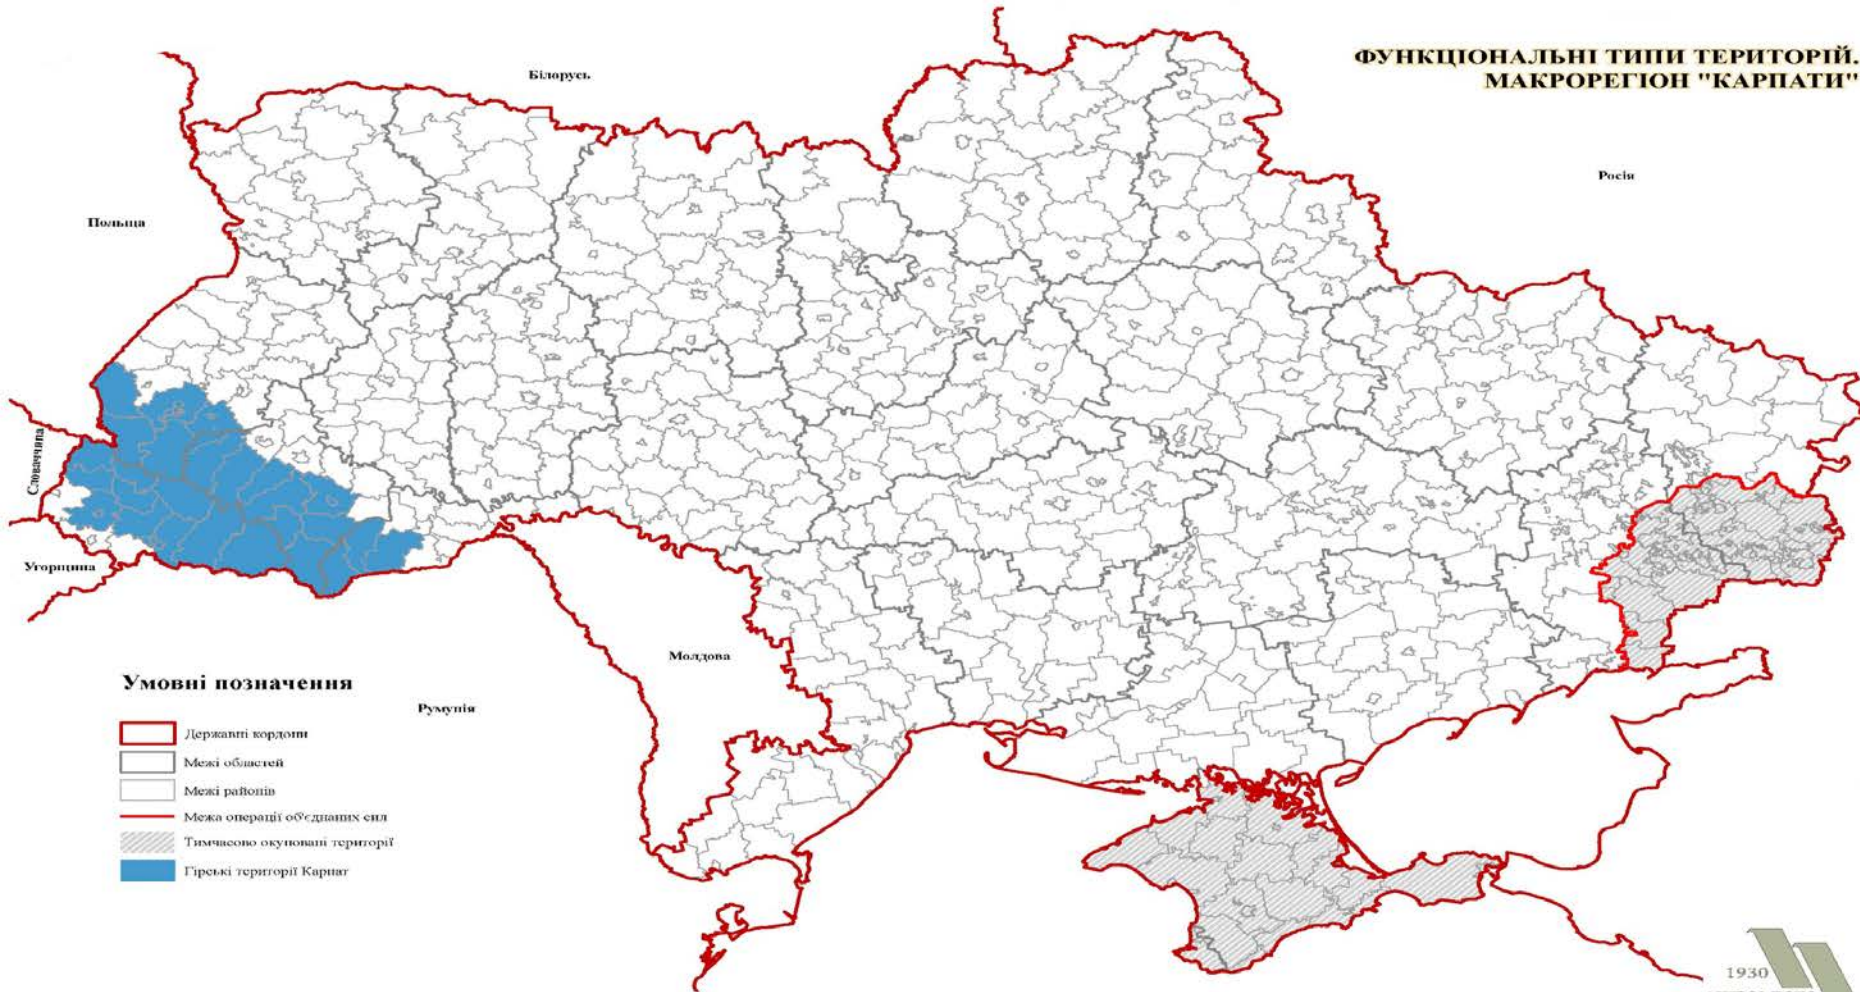 ФУНКЦІОНАЛЬНІ ТИПИ ТЕРИТОРІЙ.
МАКРОРЕГІОН "КАРПАТИ"
Білорусь
Росія
Польща
Словаччина
Угорщина
Молдова
Румунія
Умовні позначення
Державні кордони
Межі областей
Межі районів
Межа операції об'єднаних сил
Тимчасово окуповані території
Гірські території Карпат
1930